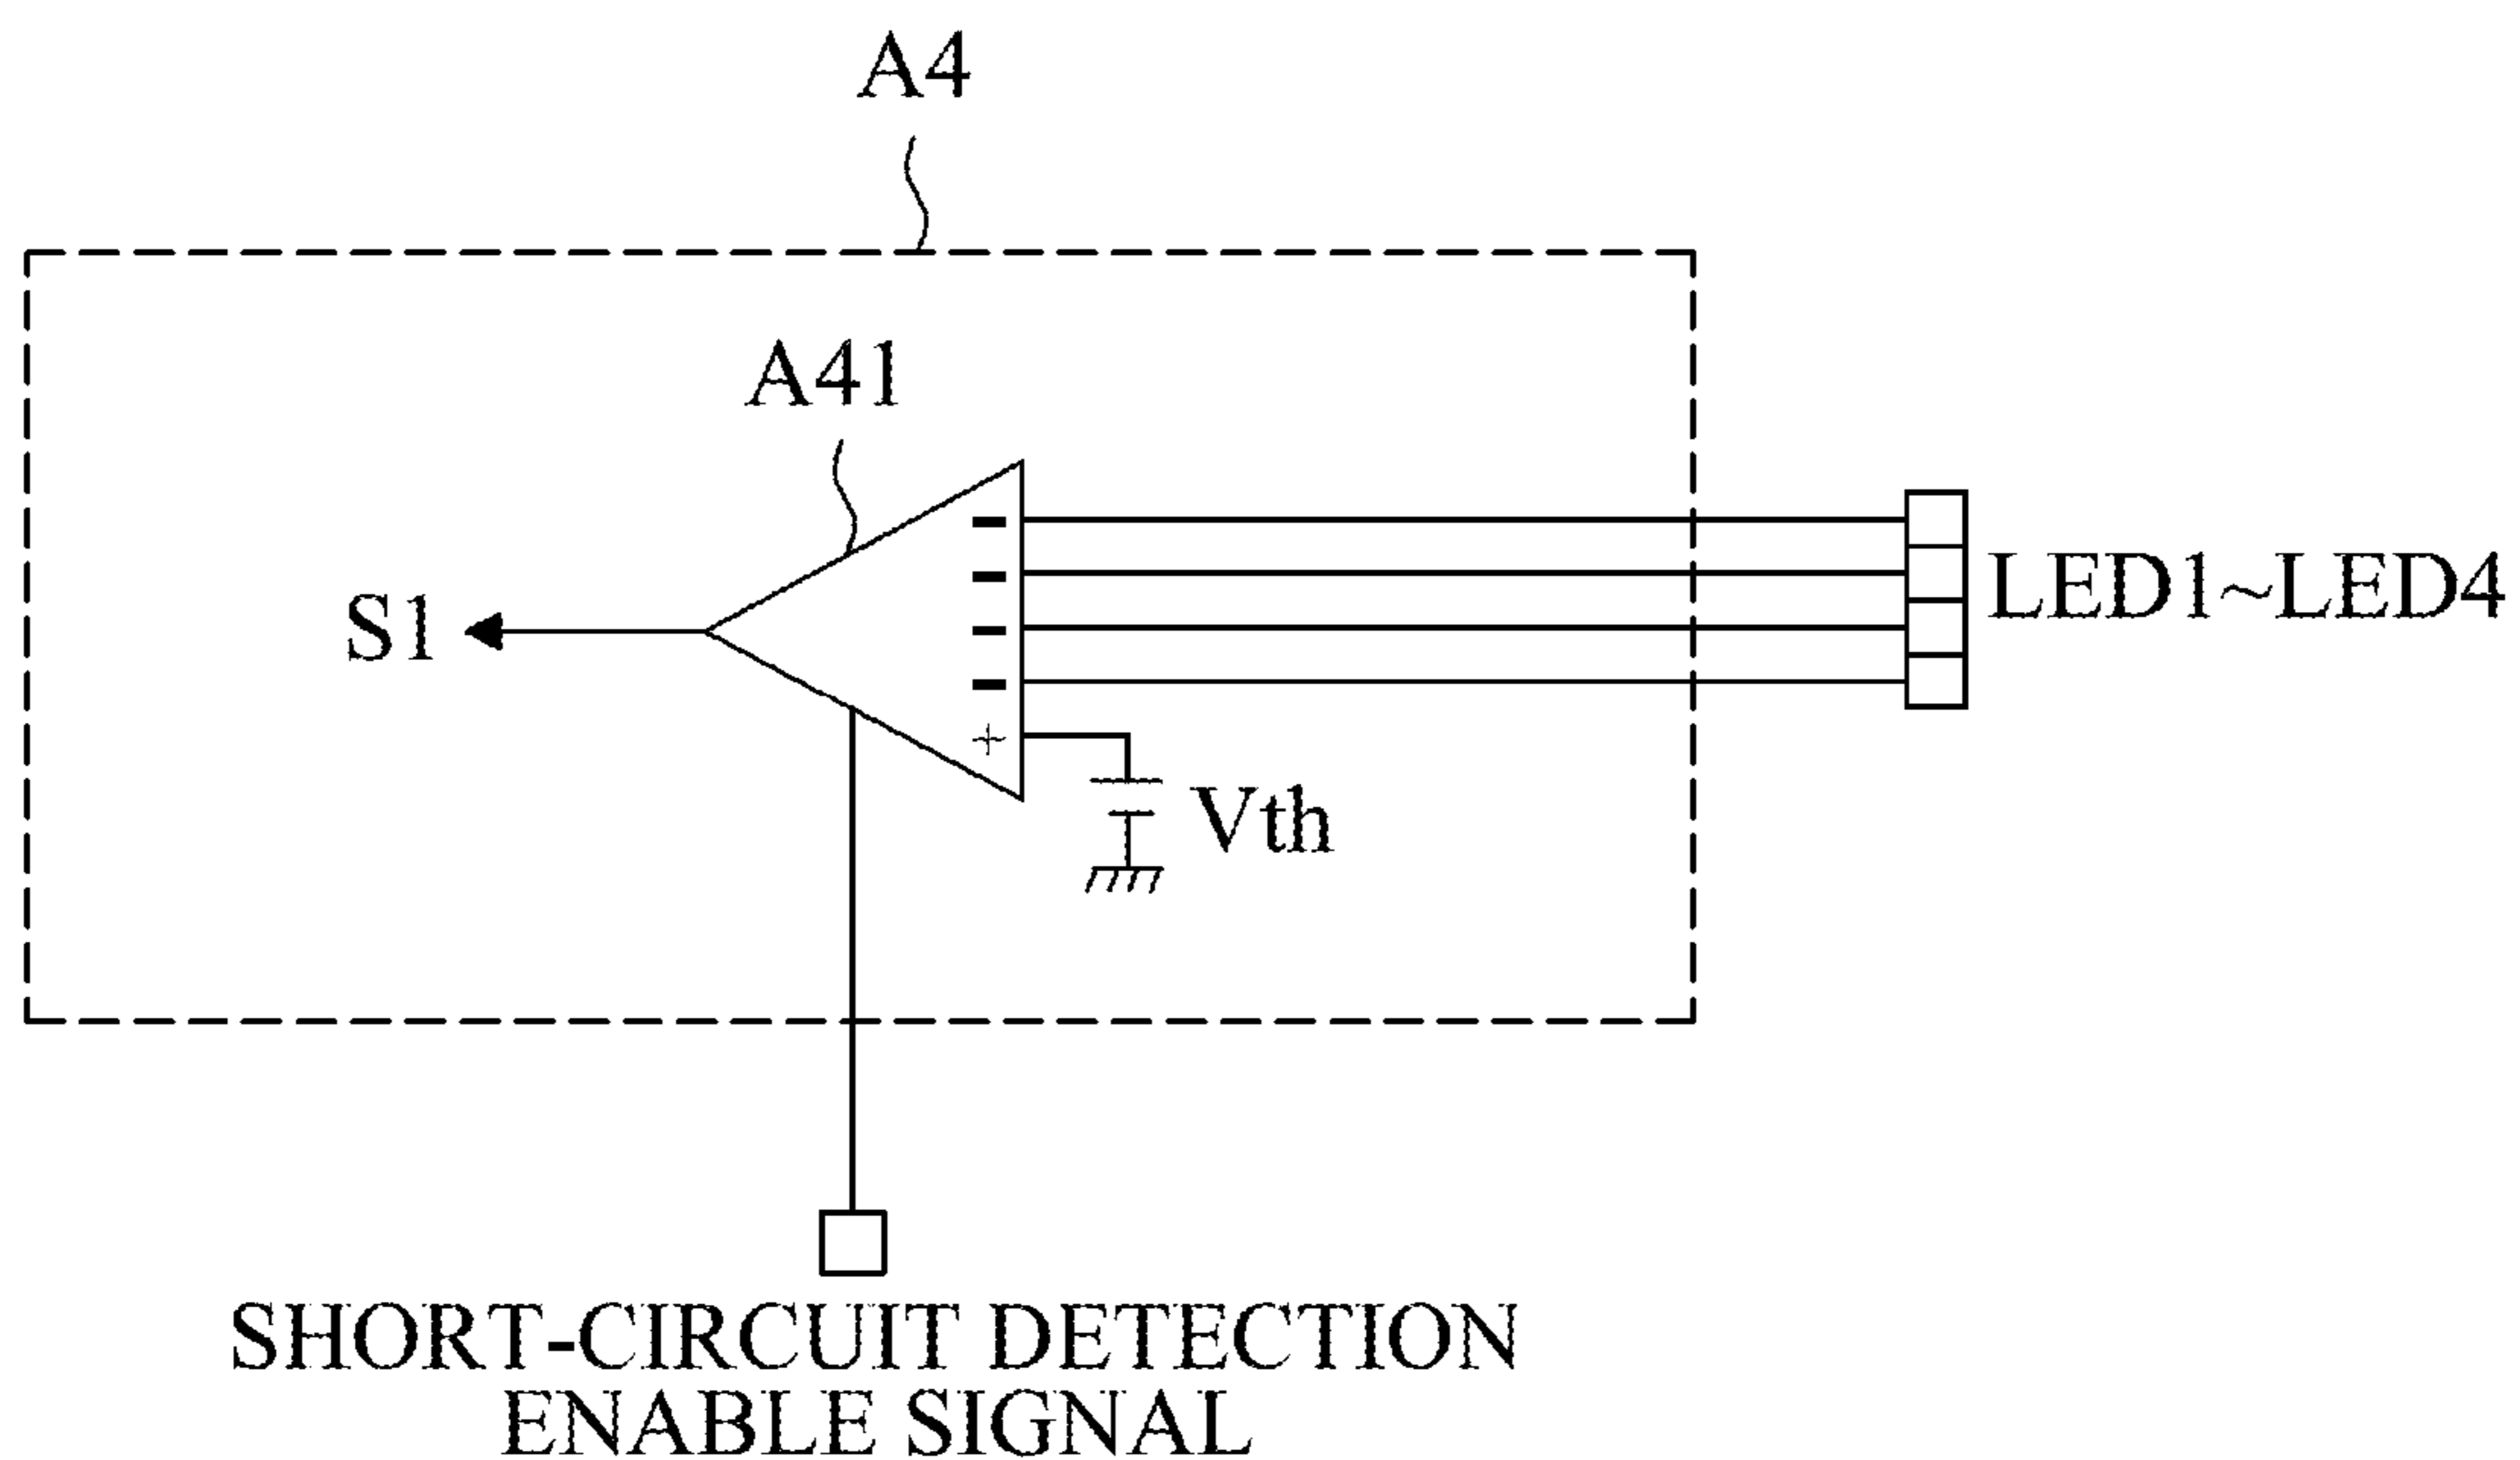 A4
A41
S1
LED1~LED4
Vth
SHORT-CIRCUIT DETECTION
ENABLE SIGNAL